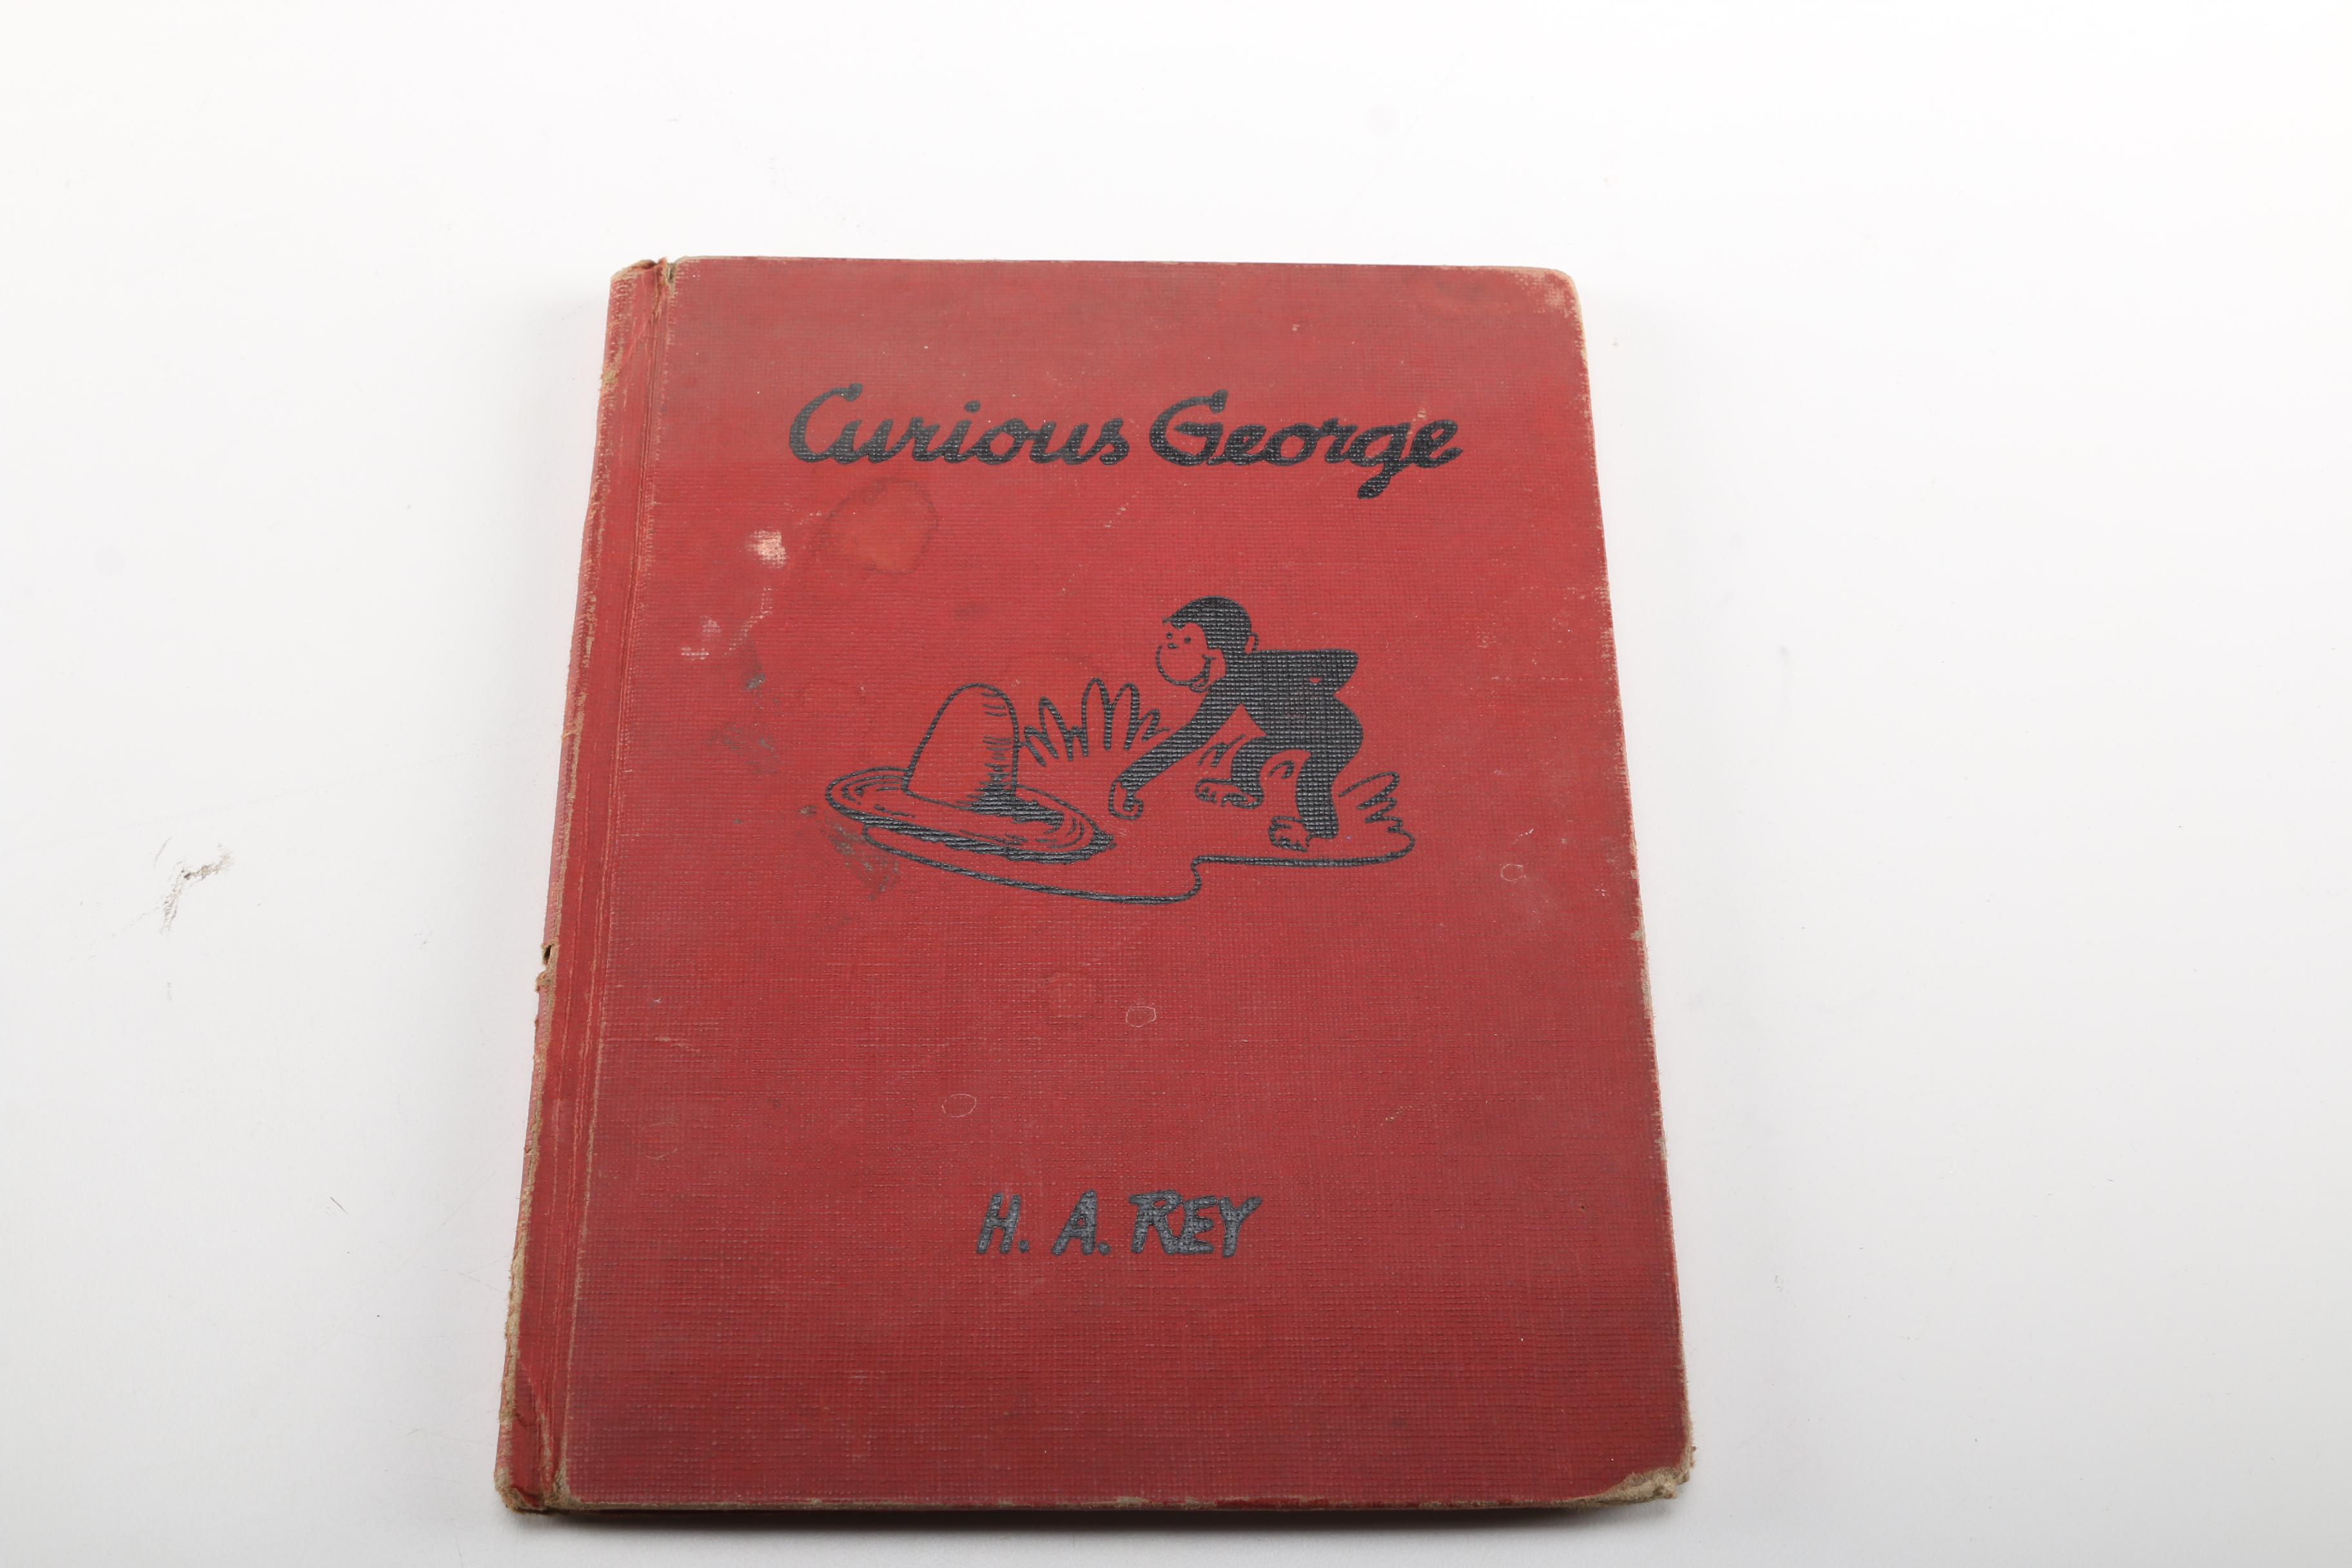 Curious George
H. A. REY